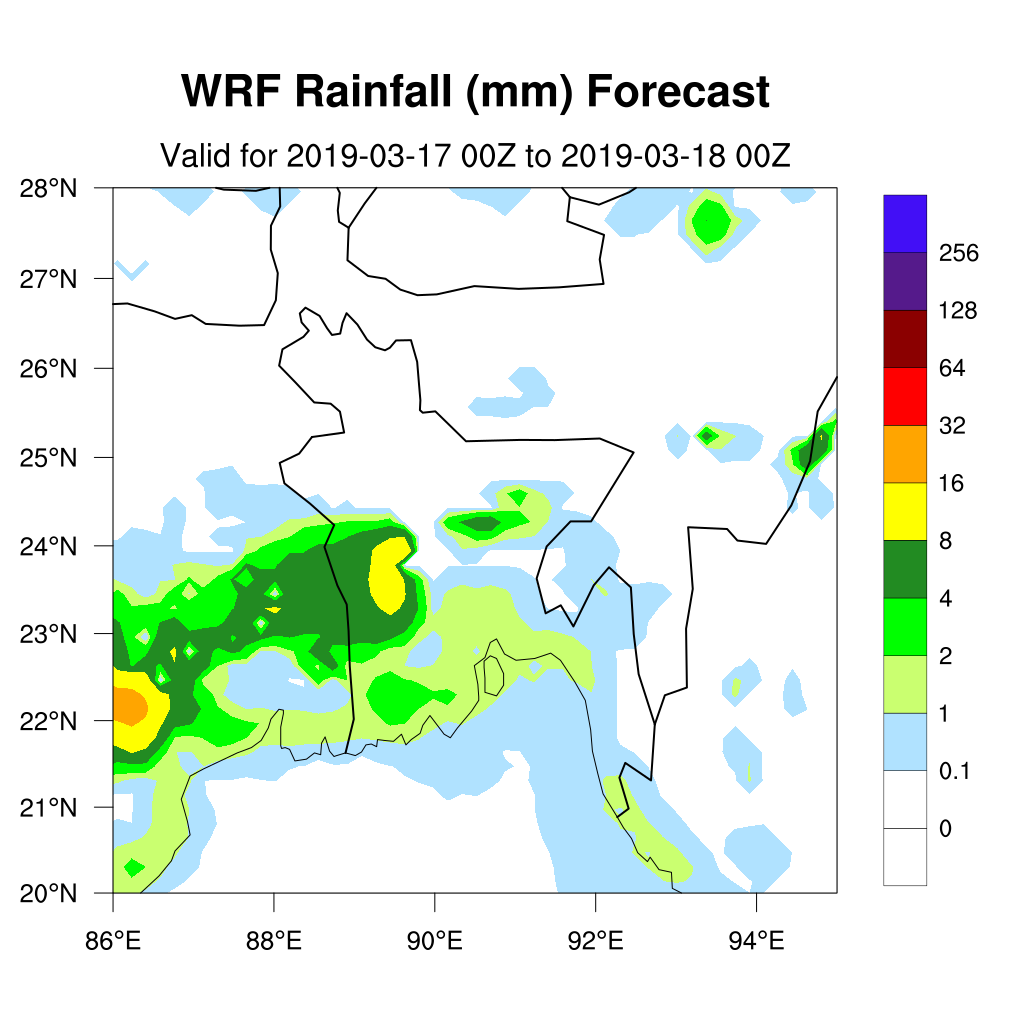 WRF Rainfall (mm) Forecast
Valid for 2019-03-17 00Z to 2019-03-18 00Z
28°N
27°N
26°N
25°N
24°N
23°N
22°N
21°N
20°N
86°E 88°E 90°E 92°E 94°E
256
128
64
32
16
8
4
2
1
0.1
0